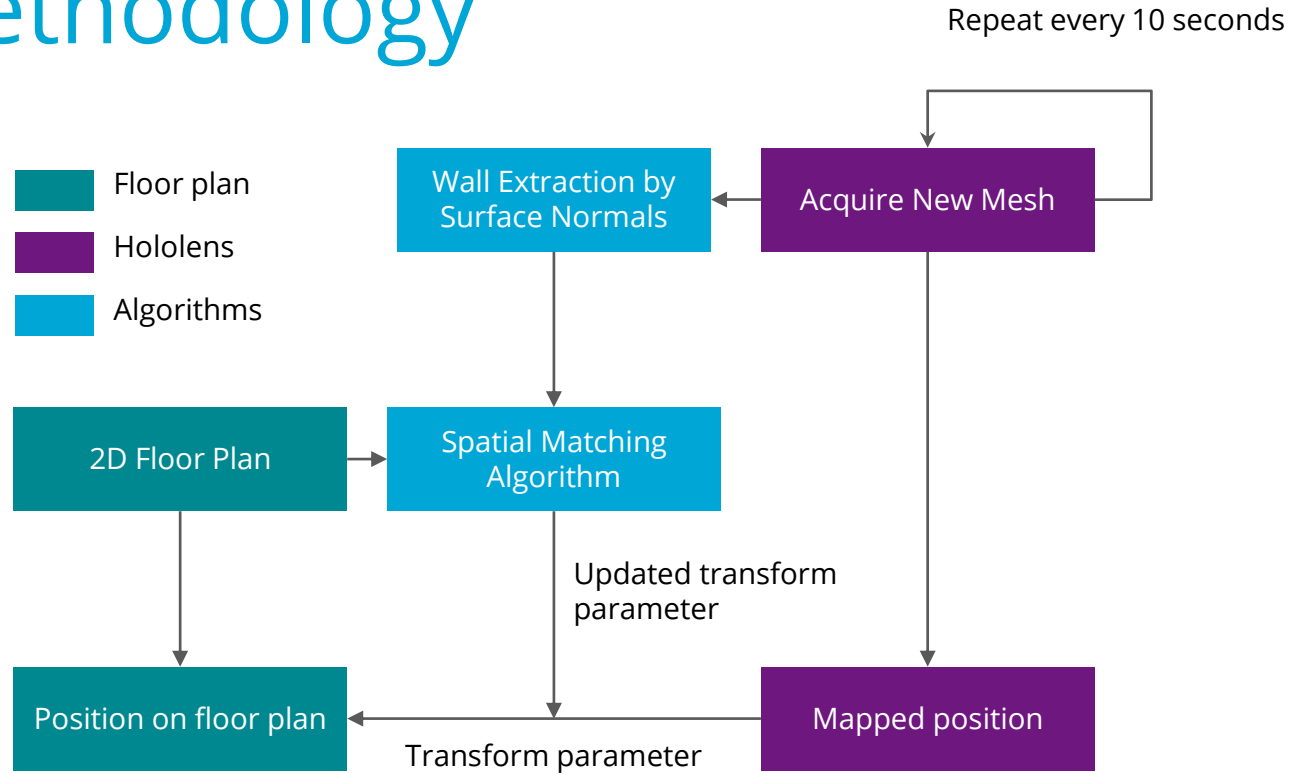 ethodology
Repeat every 10 seconds
Floor plan
Hololens
Algorithms
Wall Extraction by
Surface Normals
Acquire New Mesh
2D Floor Plan
Spatial Matching
Algorithm
Updated transform
parameter
Position on floor plan
Transform parameter
Mapped position